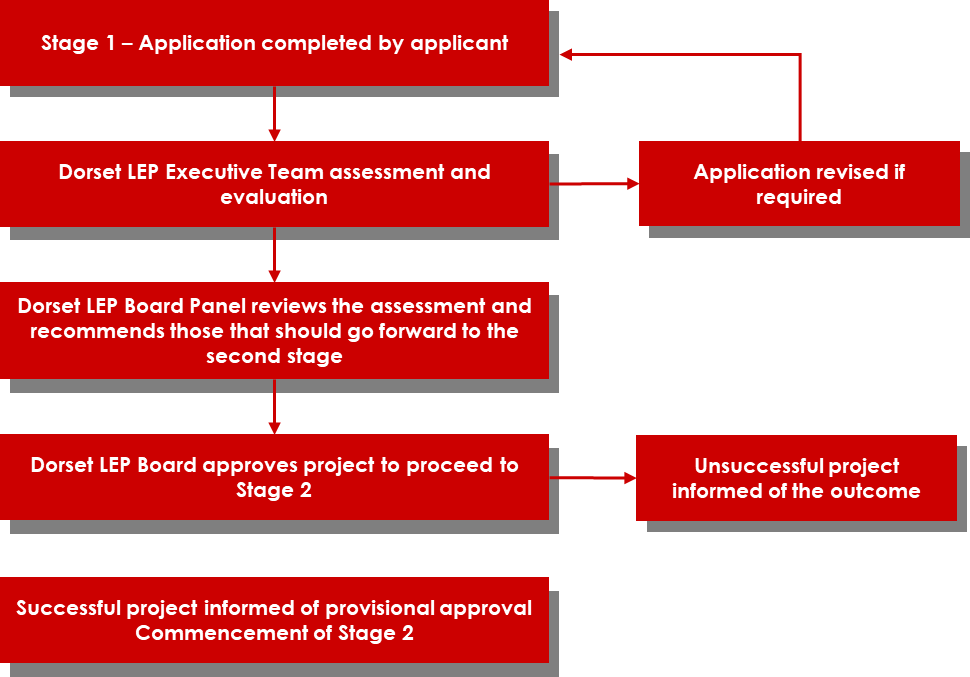 Stage 1 – Application completed by applicant
Dorset LEP Executive Team assessment and
evaluation
Application revised if
required
Dorset LEP Board Panel reviews the assessment and
recommends those that should go forward to the
second stage
Dorset LEP Board approves project to proceed to
Stage 2
Unsuccessful project
informed of the outcome
Successful project informed of provisional approval
Commencement of Stage 2